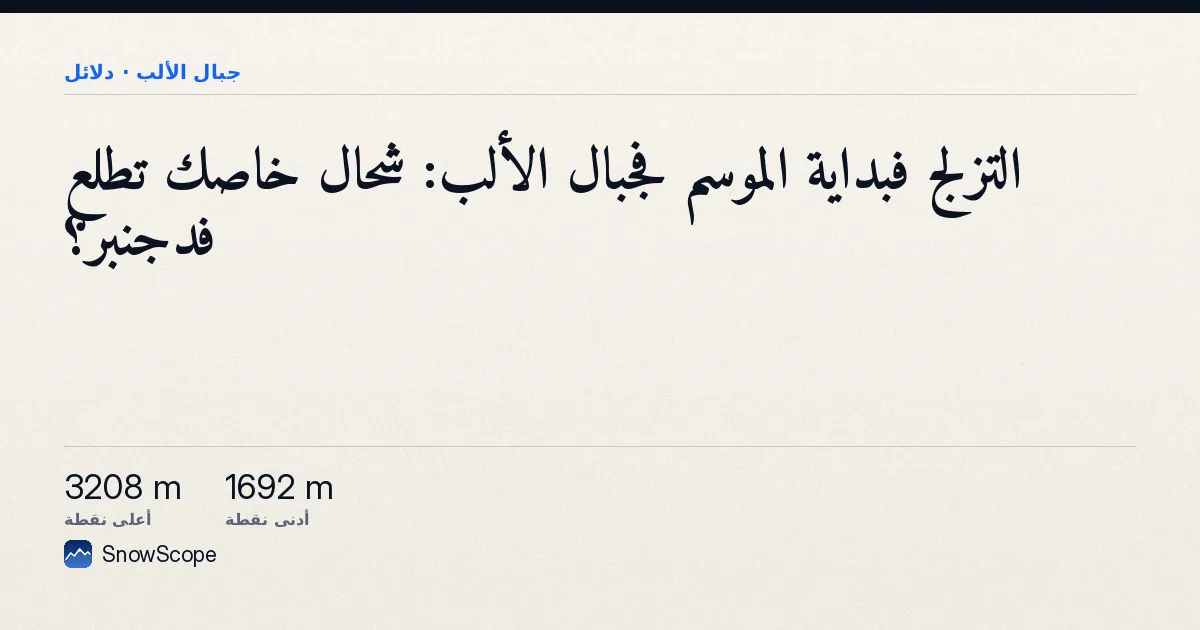 جبال الألب · دلائل
التزلج فبداية الموسم فجبال الألب: شحال خاصك تطلع
فدجنبر؟
3208 m
1692 m
أعلى نقطة
أدنى نقطة
SnowScope